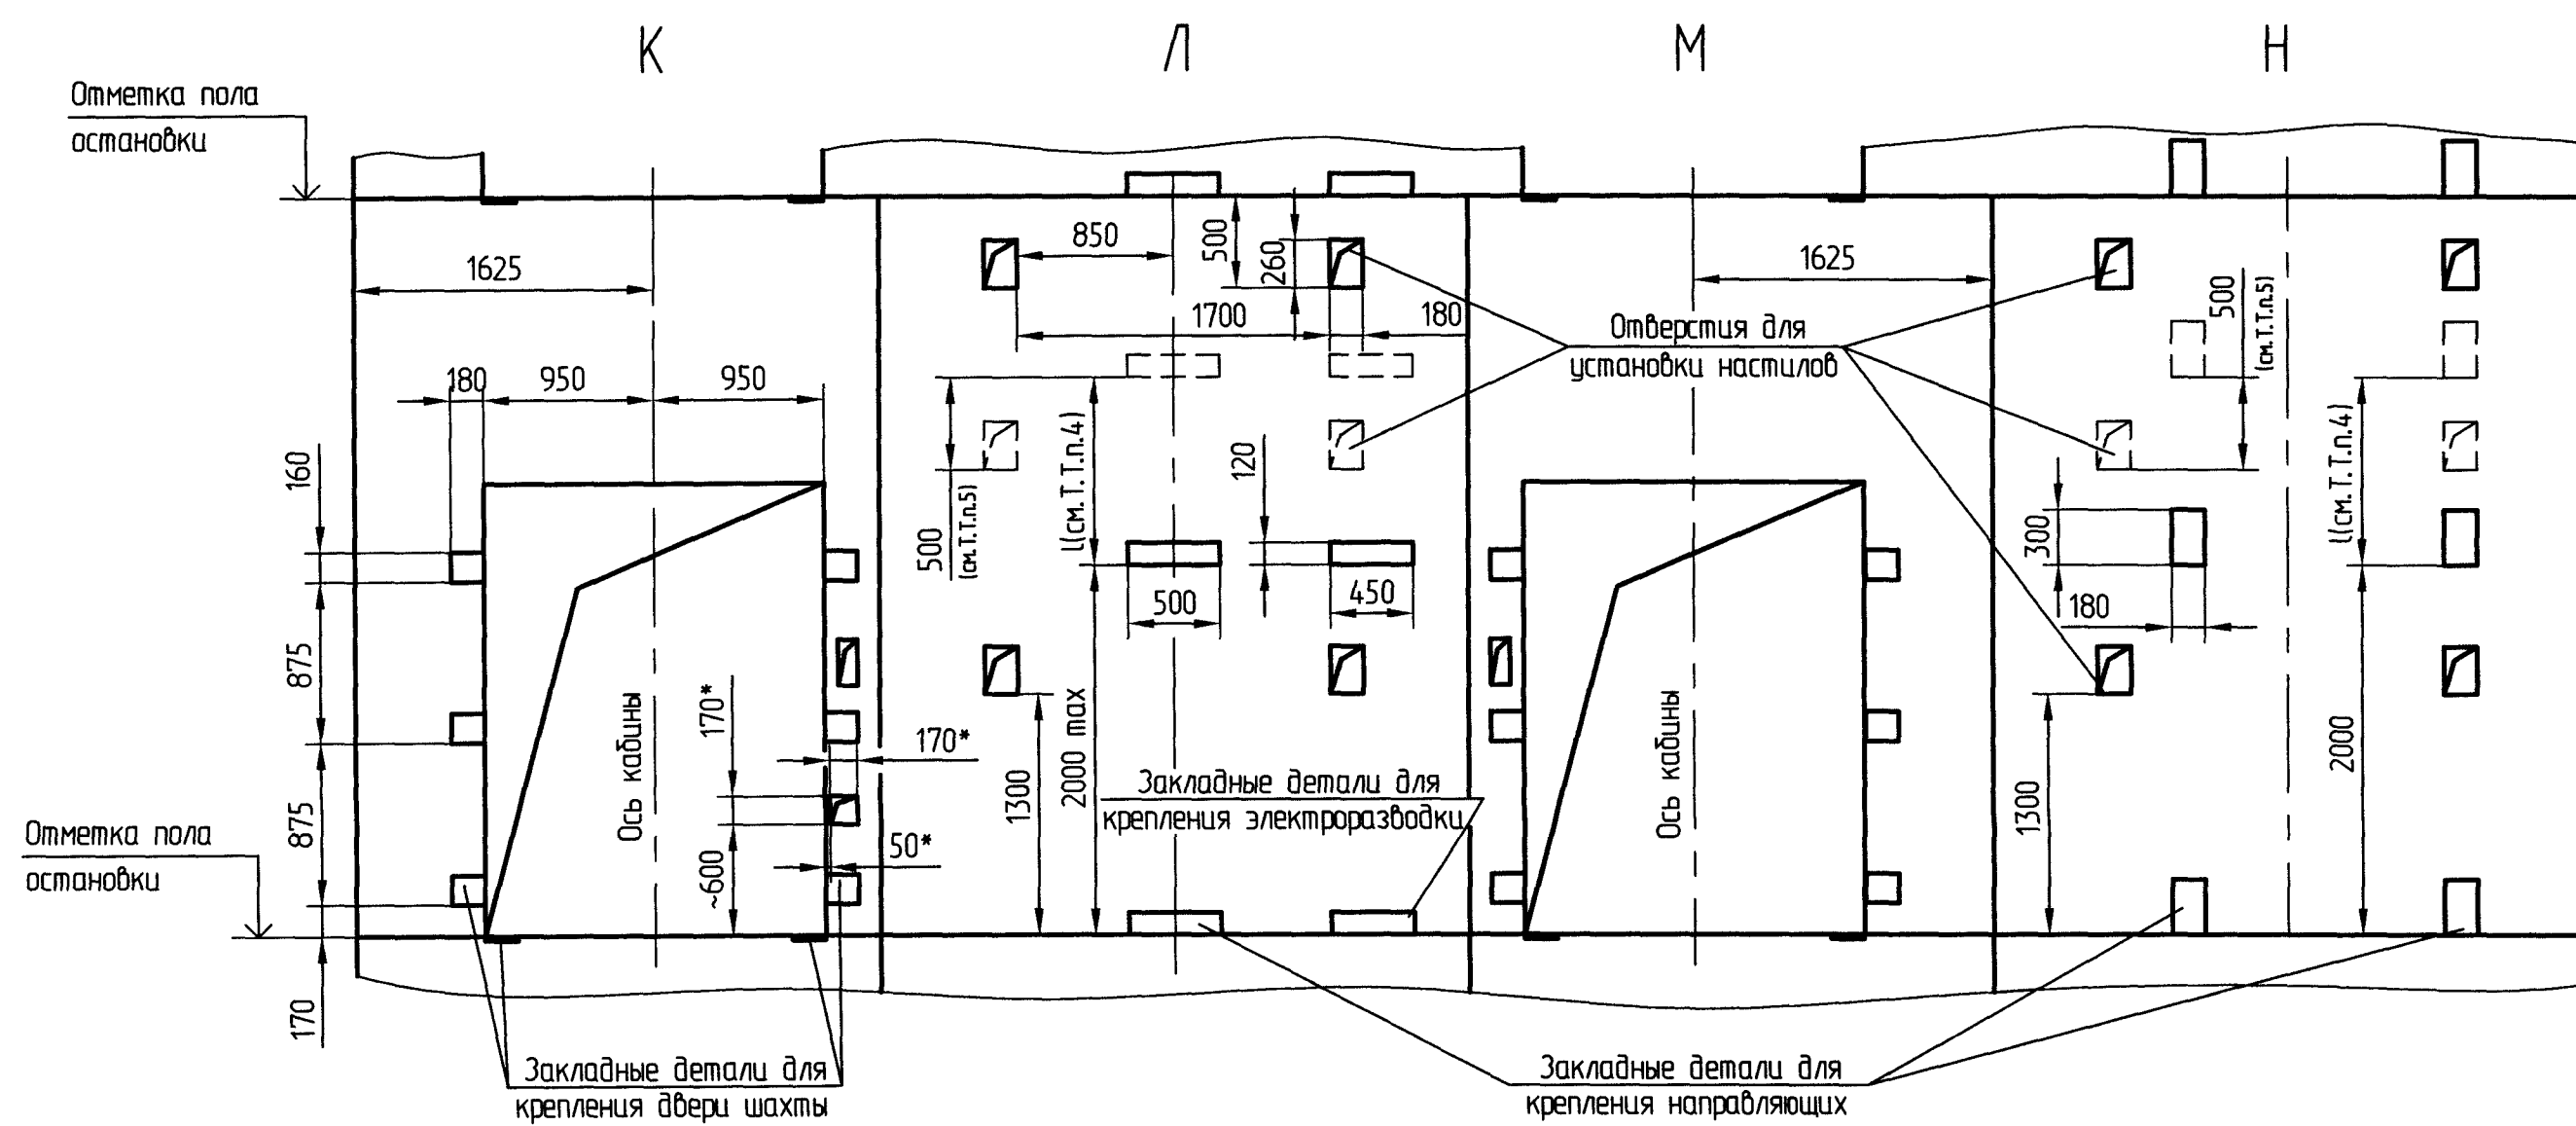 К
Л
М
Н
Отметка пола
остановки
1625
180
950
950
160
875
875
170
Отметка пола
остановки
Ось кабины
170*
170*
50*
~600
Закладные детали для
крепления двери шахты
850
500
260
1700
180
500
(см.Т.Т.п.5)
l(см.Т.Т.п.4)
120
500
450
1300
2000 max
Закладные детали для
крепления электроразводки
1625
Отверстия для
установки настилов
Ось кабины
500
(см.Т.Т.п.5)
l(см.Т.Т.п.4)
300
180
1300
2000
Закладные детали для
крепления направляющих